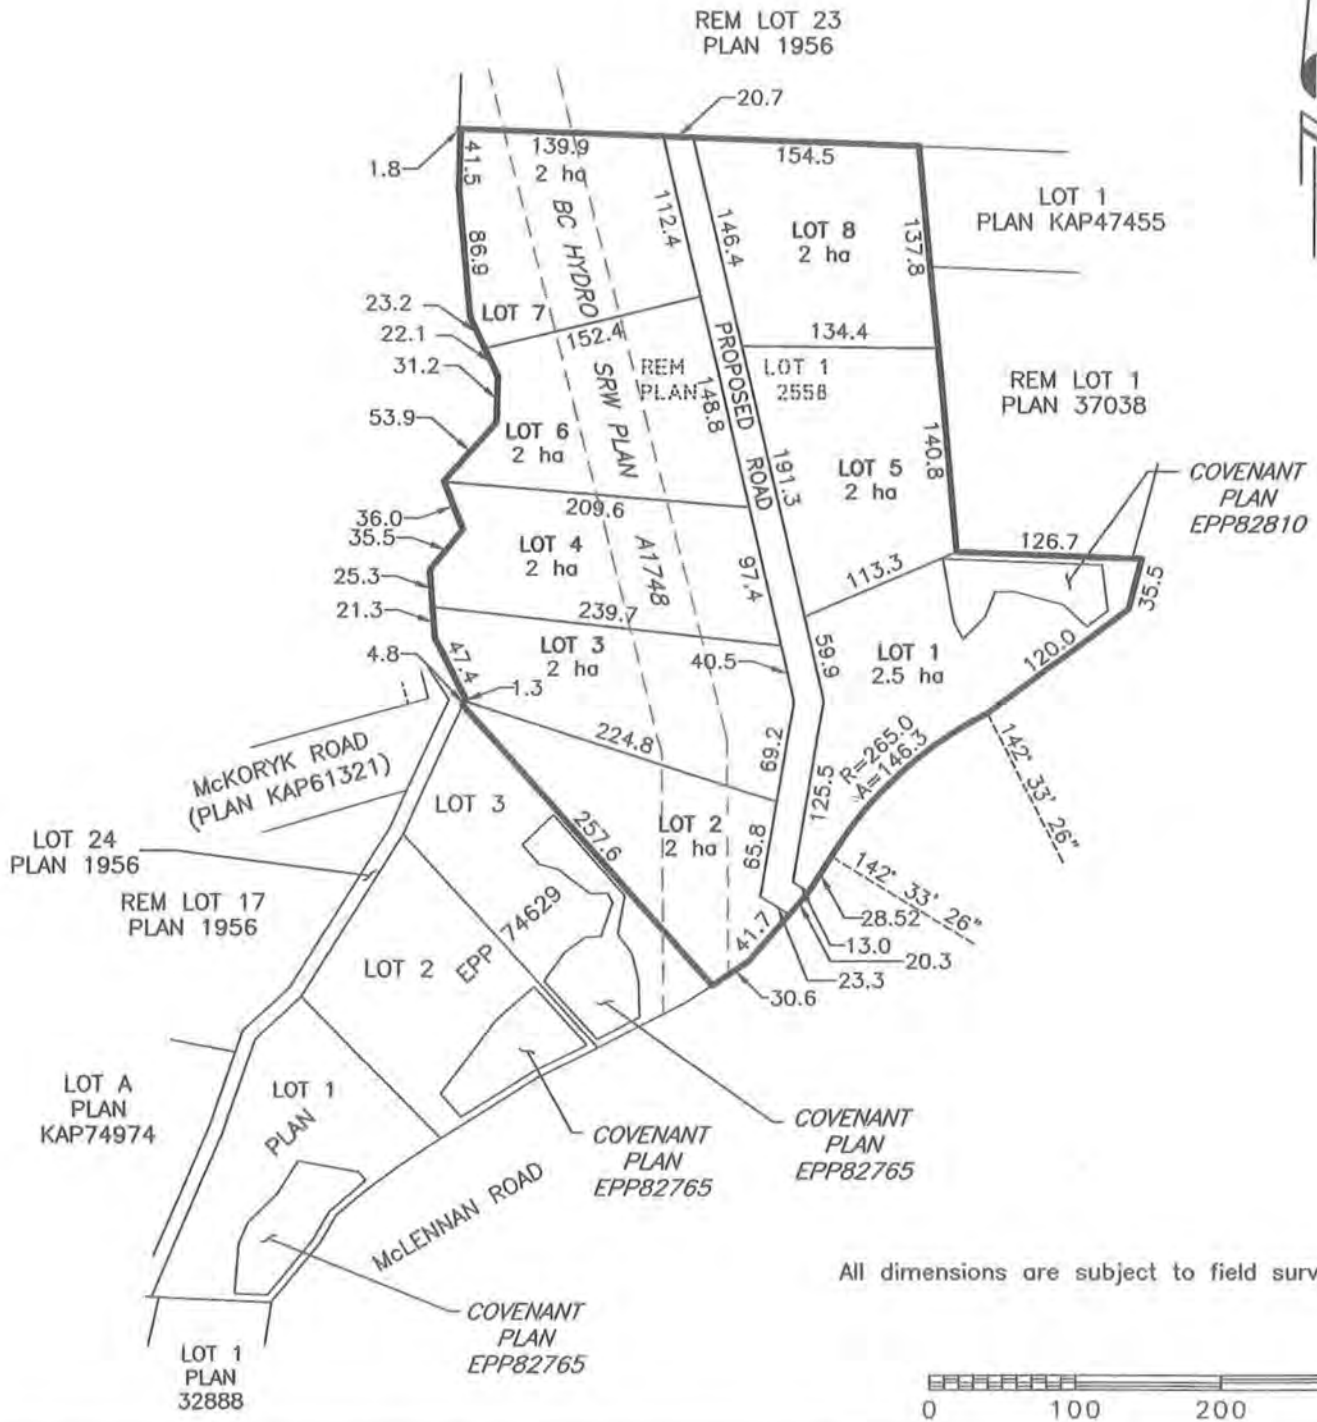 REM LOT 23
PLAN 1956
20.7
1.8
41.5
139.9
2 ha
154.5
LOT 1
PLAN KAP47455
112.4
146.4
LOT 8
2 ha
137.8
86.9
BC HYDRO
23.2
LOT 7
22.1
152.4
134.4
31.2
SRW PLAN
REM
PLAN
148.8
PROPOSED ROAD
LOT 1
2558
REM LOT 1
PLAN 37038
53.9
LOT 6
2 ha
191.3
LOT 5
2 ha
140.8
COVENANT
PLAN
EPP82810
36.0
209.6
35.5
LOT 4
2 ha
A1748
97.4
126.7
25.3
113.3
35.5
21.3
239.7
4.8
47.4
LOT 3
2 ha
40.5
59.9
LOT 1
2.5 ha
120.0
1.3
McKORYK ROAD
(PLAN KAP61321)
224.8
69.2
125.5
R=265.0
A=146.3
142° 33' 26"
LOT 3
LOT 24
PLAN 1956
257.6
LOT 2
2 ha
65.8
142° 33' 26"
REM LOT 17
PLAN 1956
28.52
13.0
20.3
23.3
41.7
30.6
LOT 2
EPP 74629
LOT A
PLAN
KAP74974
LOT 1
PLAN
COVENANT
PLAN
EPP82765
COVENANT
PLAN
EPP82765
McLENNAN ROAD
All dimensions are subject to field surv
COVENANT
PLAN
EPP82765
LOT 1
PLAN
32888
0 100 200